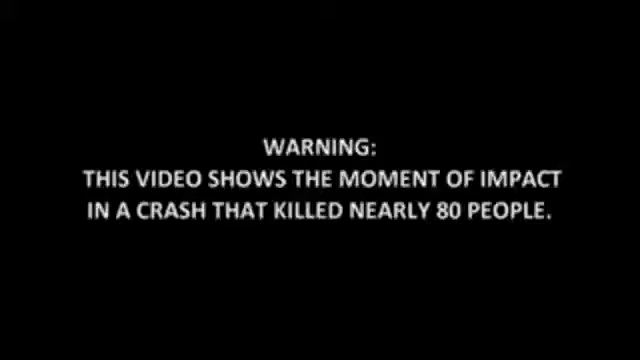 WARNING:
THIS VIDEO SHOWS THE MOMENT OF IMPACT
IN A CRASH THAT KILLED NEARLY 80 PEOPLE.